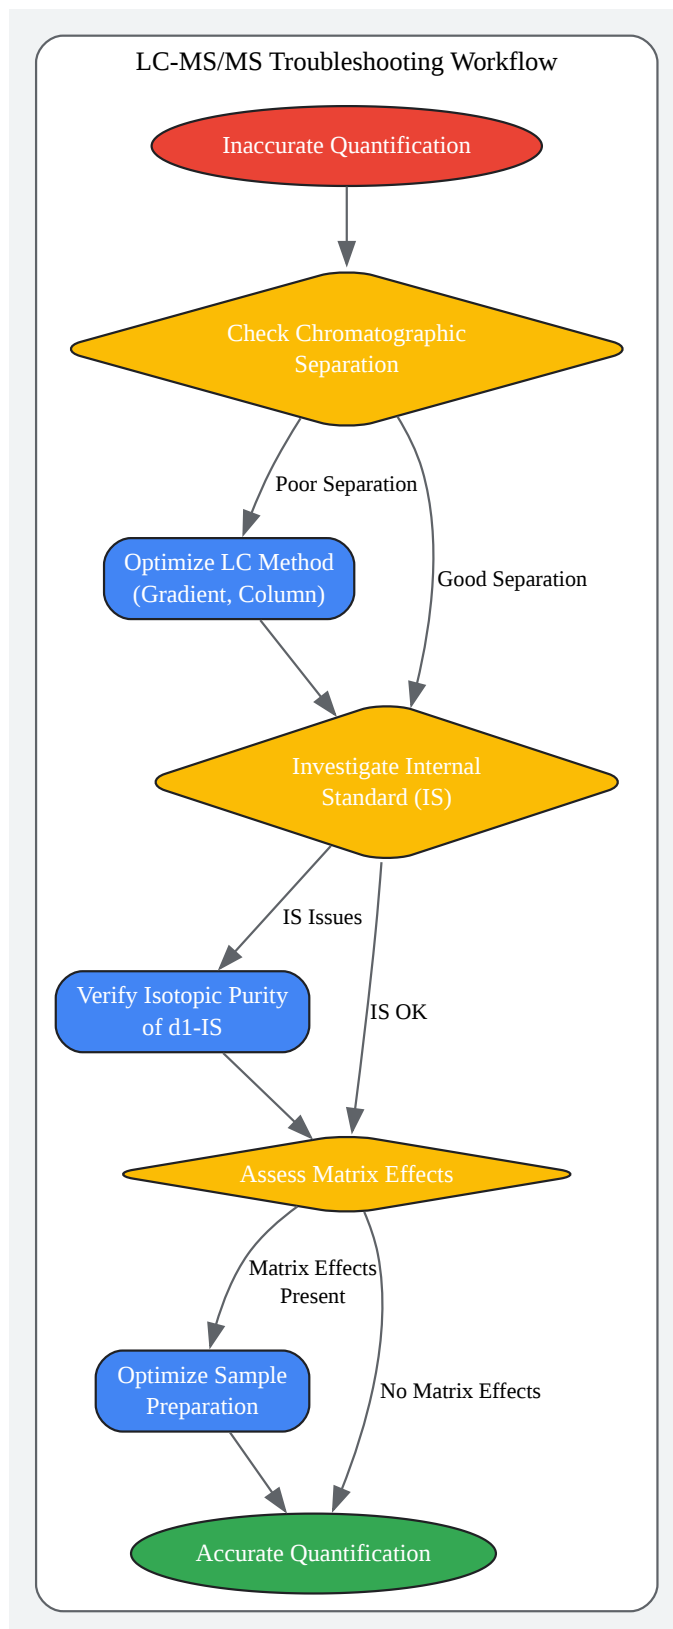 LC-MS/MS Troubleshooting Workflow
Inaccurate Quantification
Check Chromatographic
Separation
Poor Separation
Optimize LC Method
(Gradient, Column)
Good Separation
Investigate Internal
Standard (IS)
IS Issues
Verify Isotopic Purity
of d1-IS
IS OK
Assess Matrix Effects
Matrix Effects
Present
Optimize Sample
Preparation
No Matrix Effects
Accurate Quantification